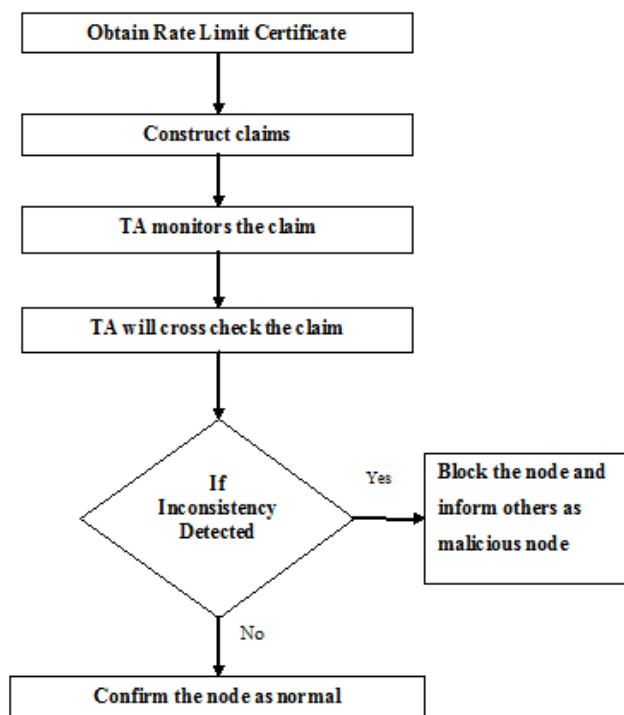 Obtain Rate Limit Certificate
Construct claims
TA monitors the claim
TA will cross check the claim
If
Inconsistency
Detected
Yes
Block the node and
inform others as
malicious node
No
Confirm the node as normal